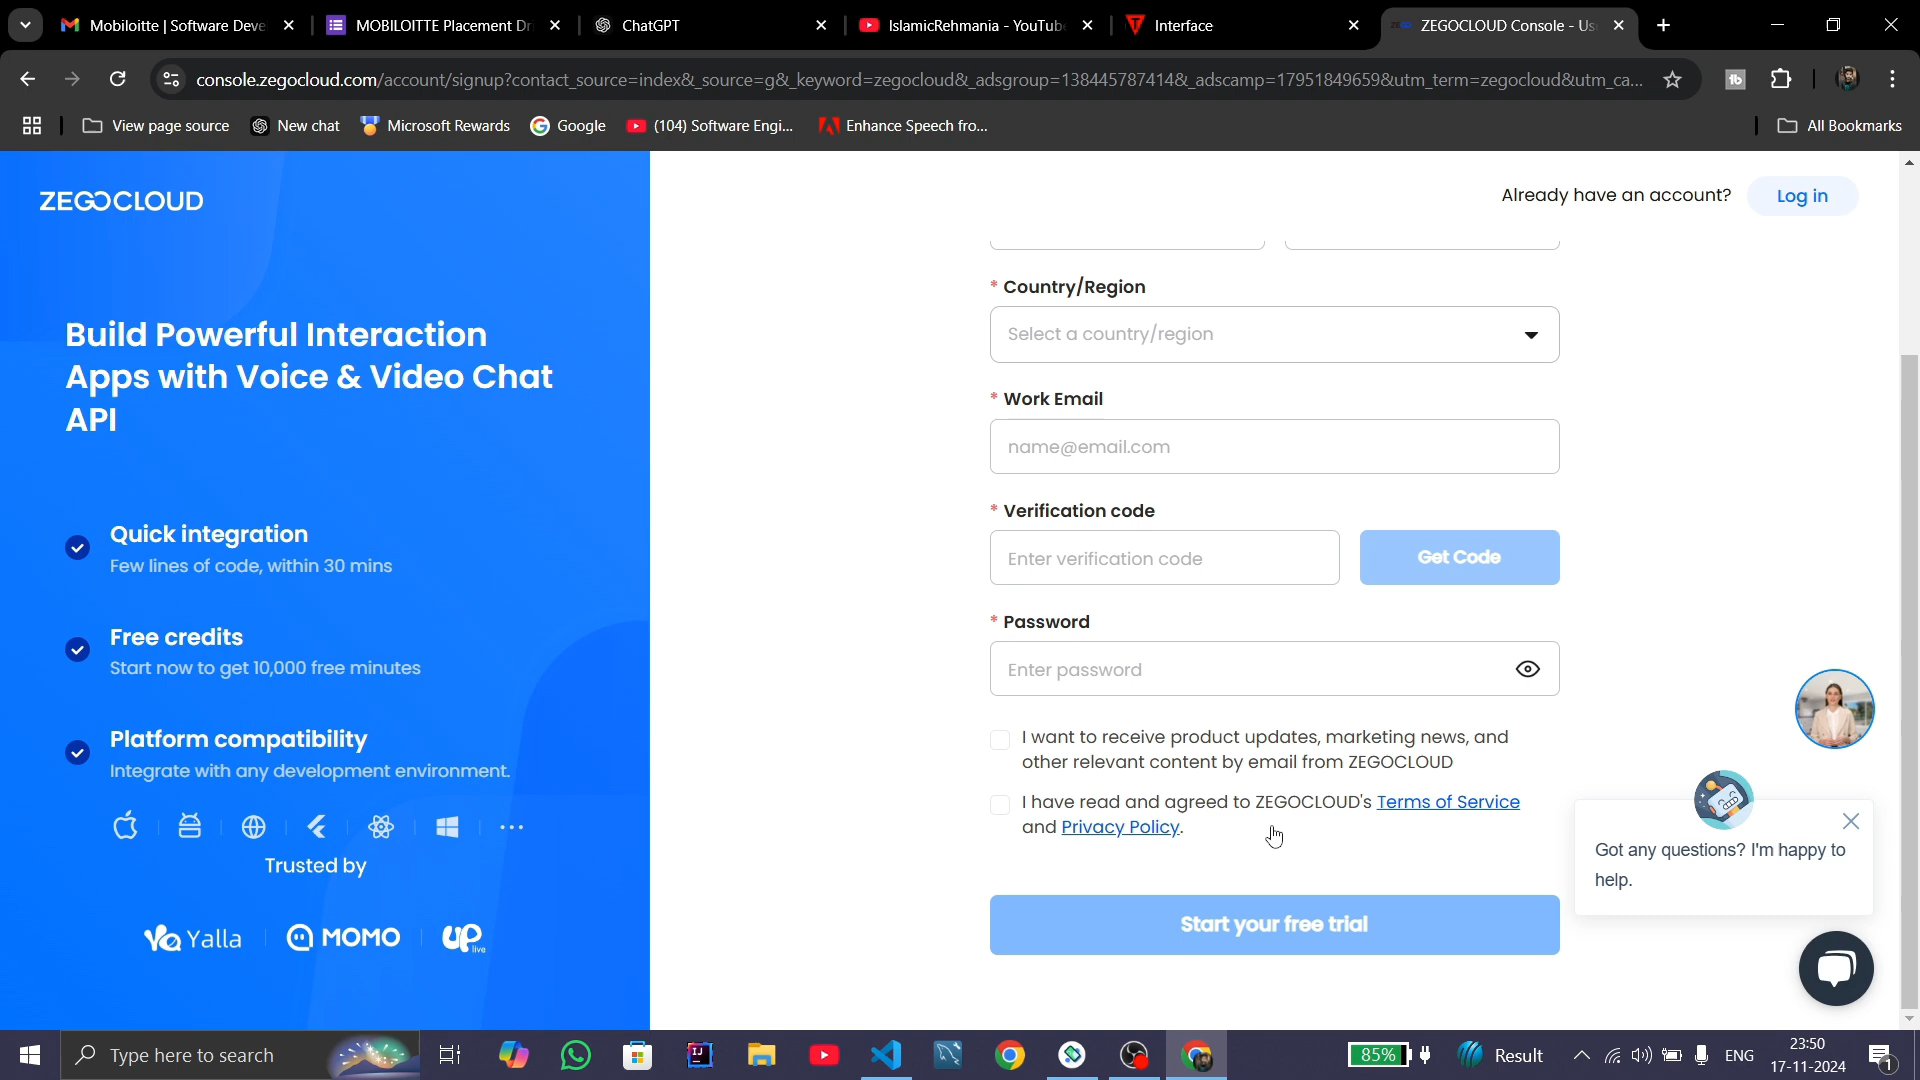 Mobiloitte | Software Deve
MOBILOITTE Placement Dr
ChatGPT
IslamicRehmania - YouTube
Interface
ZEGOCLOUD Console - Us
console.zegocloud.com/account/signup?contact_source=index&_source=g&_keyword=zegocloud&_adsgroup=138445787414&_adscamp=17951849659&utm_term=zegocloud&utm_ca...
View page source
New chat
Microsoft Rewards
Google
(104) Software Engi...
Enhance Speech fro...
All Bookmarks
ZEGOCLOUD
Already have an account? Log in
Build Powerful Interaction
Apps with Voice & Video Chat
API
Quick integration
Few lines of code, within 30 mins
Free credits
Start now to get 10,000 free minutes
Platform compatibility
Integrate with any development environment.
Trusted by
Yalla
MOMO
UP live
* Country/Region
Select a country/region
* Work Email
name@email.com
* Verification code
Enter verification code
Get Code
* Password
Enter password
I want to receive product updates, marketing news, and
other relevant content by email from ZEGOCLOUD
I have read and agreed to ZEGOCLOUD's Terms of Service
and Privacy Policy.
Start your free trial
Got any questions? I'm happy to
help.
Type here to search
85%
Result
ENG
23:50
17-11-2024
1